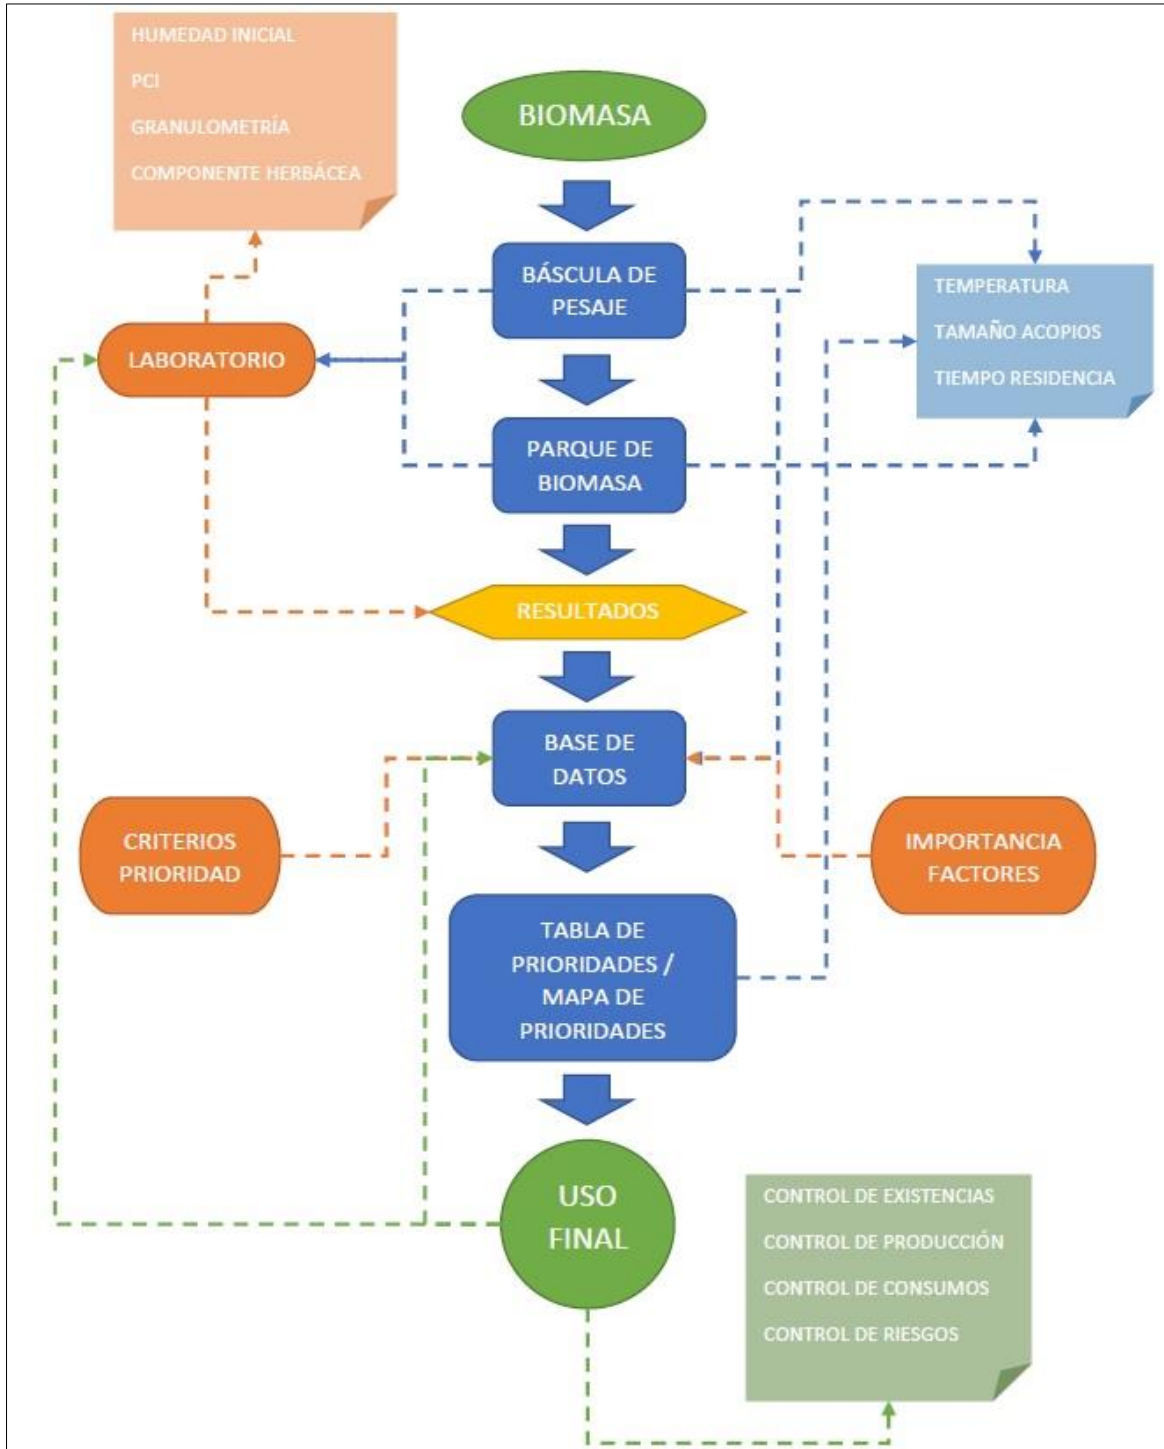 HUMEDAD INICIAL
PCI
GRANULOMETRÍA
COMPONENTE HERBÁCEA
BIOMASA
BÁSCULA DE
PESAJE
TEMPERATURA
TAMAÑO ACOPIOS
TIEMPO RESIDENCIA
LABORATORIO
PARQUE DE
BIOMASA
RESULTADOS
BASE DE
DATOS
CRITERIOS
PRIORIDAD
IMPORTANCIA
FACTORES
TABLA DE
PRIORIDADES /
MAPA DE
PRIORIDADES
USO
FINAL
CONTROL DE EXISTENCIAS
CONTROL DE PRODUCCIÓN
CONTROL DE CONSUMOS
CONTROL DE RIESGOS